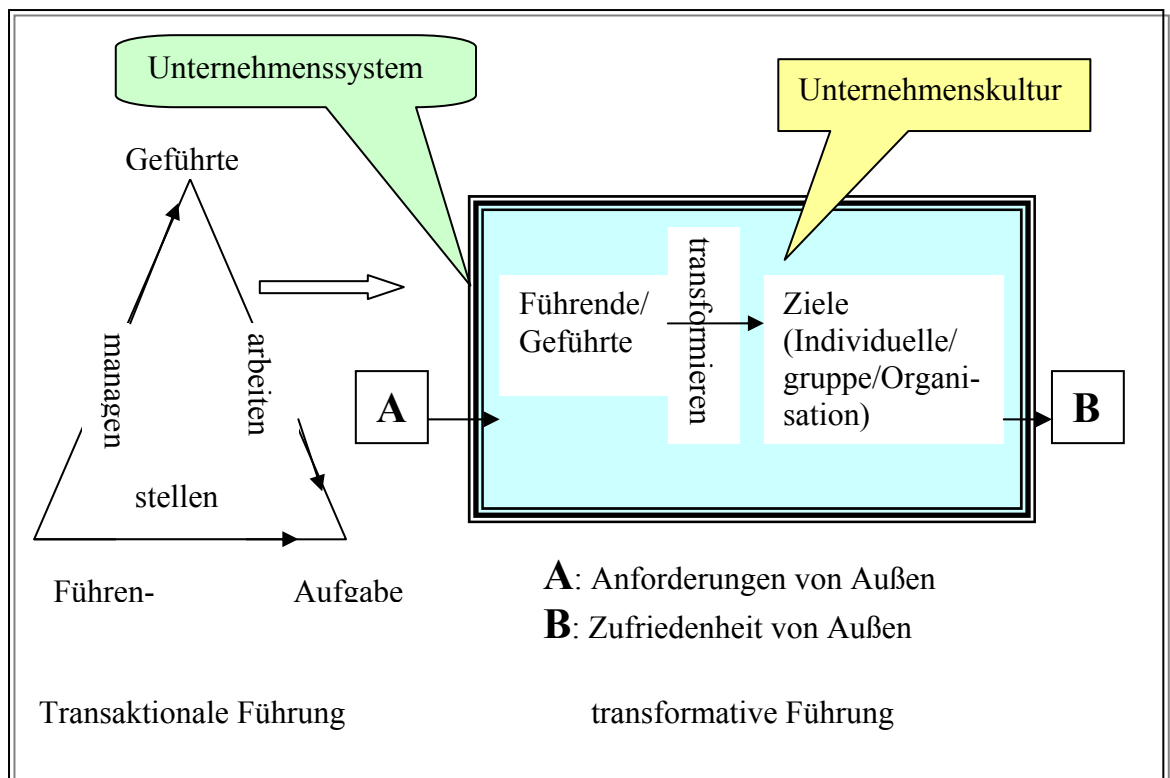 Unternehmenssystem
Unternehmenskultur
Geführte
managen
arbeiten
stellen
Führen-
Aufgabe
A
Führende/
Geführte
transformieren
Ziele
(Individuelle/
gruppe/Organi-
sation)
B
A: Anforderungen von Außen
B: Zufriedenheit von Außen
Transaktionale Führung
transformative Führung